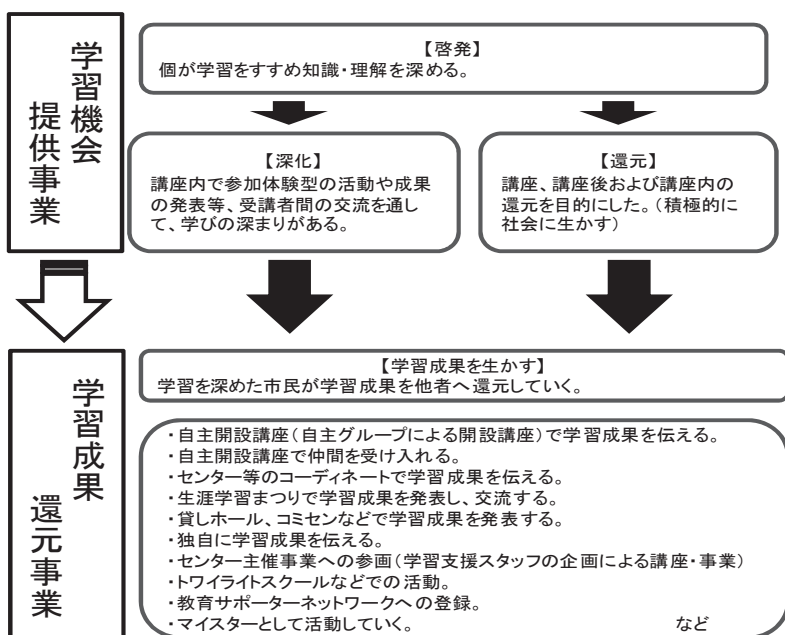 学習機会
提供事業
【啓発】
個が学習をすすめ知識・理解を深める。
【深化】
講座内で参加体験型の活動や成果
の発表等、受講者間の交流を通し
て、学びの深まりがある。
【還元】
講座、講座後および講座内の
還元を目的にした。(積極的に
社会に生かす)
学習成果
還元事業
【学習成果を生かす】
学習を深めた市民が学習成果を他者へ還元していく。
・自主開設講座(自主グループによる開設講座)で学習成果を伝える。
・自主開設講座で仲間を受け入れる。
・センター等のコーディネートで学習成果を伝える。
・生涯学習まつりで学習成果を発表し、交流する。
・貸しホール、コミセンなどで学習成果を発表する。
・独自に学習成果を伝える。
・センター主催事業への参画(学習支援スタッフの企画による講座・事業)
・トワイライトスクールなどでの活動。
・教育サポーターネットワークへの登録。
・マイスターとして活動していく。 など